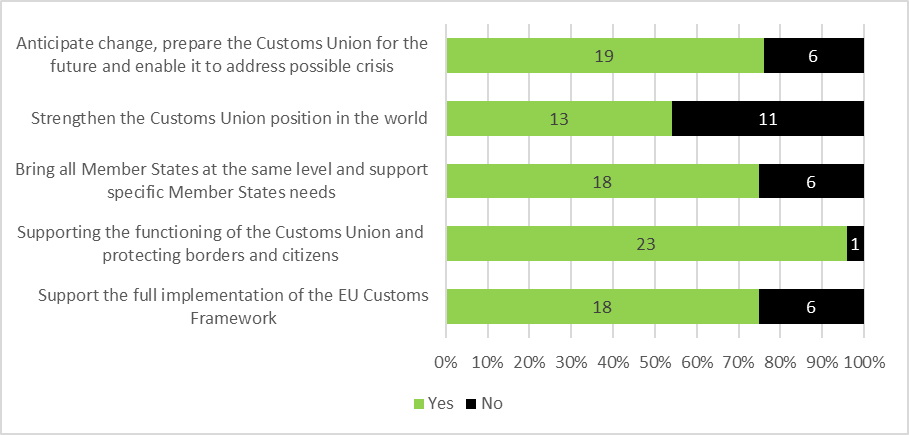 Anticipate change, prepare the Customs Union for the
future and enable it to address possible crisis
19
6
Strengthen the Customs Union position in the world
13
11
Bring all Member States at the same level and support
specific Member States needs
18
6
Supporting the functioning of the Customs Union and
protecting borders and citizens
23
1
Support the full implementation of the EU Customs
Framework
18
6
0% 10% 20% 30% 40% 50% 60% 70% 80% 90% 100%
Yes No